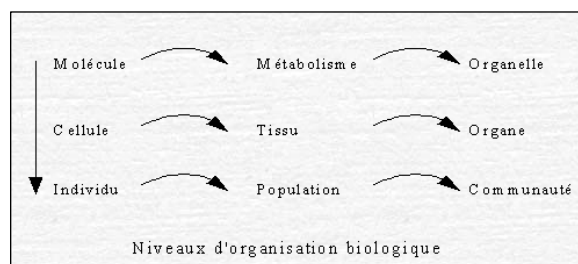 Molécule Métabolisme Organelle
Cellule Tissu Organe
Individu Population Communauté
Niveaux d'organisation biologique